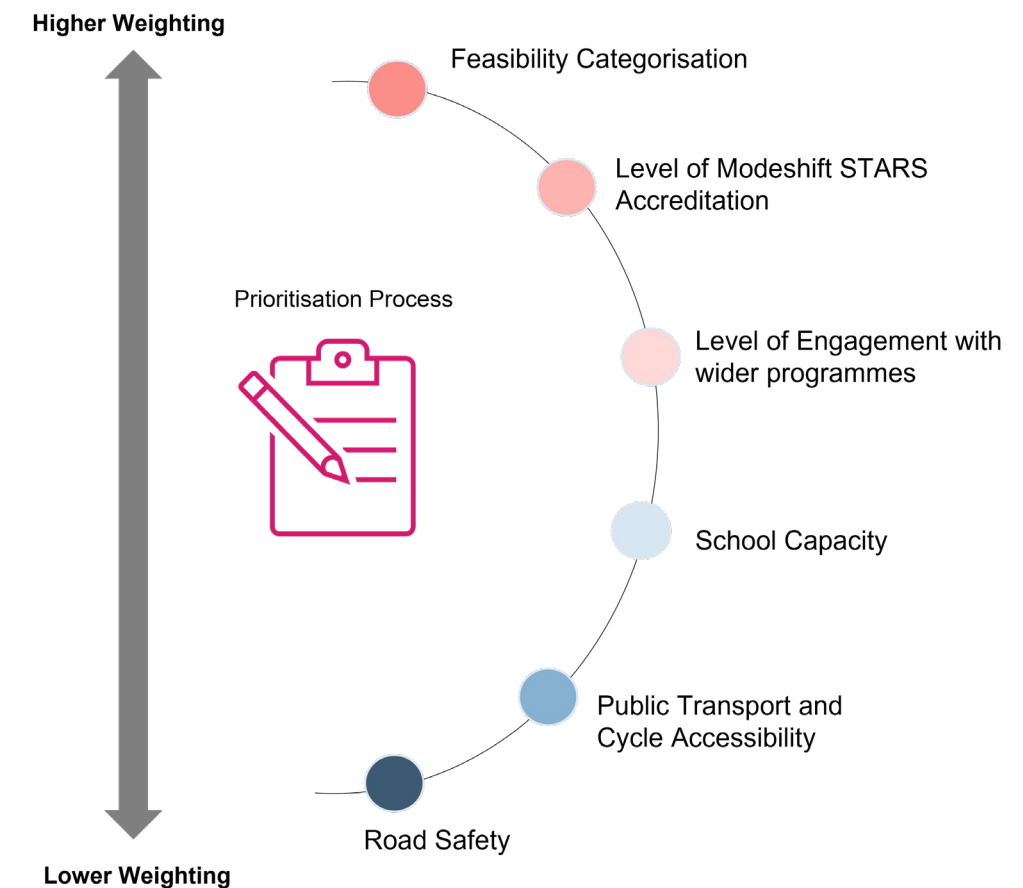 Higher Weighting
Feasibility Categorisation
Level of Modeshift STARS
Accreditation
Prioritisation Process
Level of Engagement with
wider programmes
School Capacity
Public Transport and
Cycle Accessibility
Road Safety
Lower Weighting